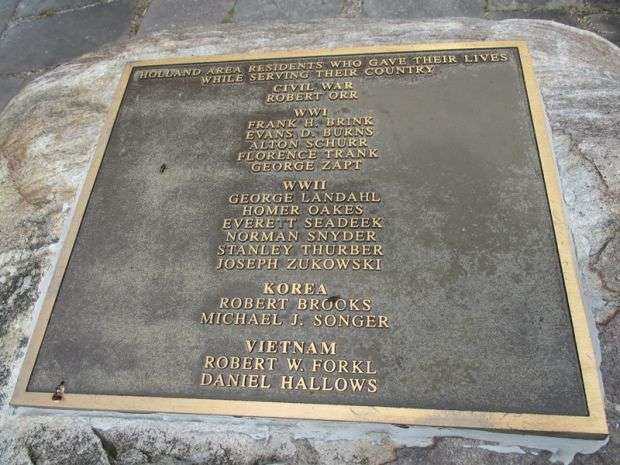 HOLLAND AREA RESIDENTS WHO GAVE THEIR LIVES
WHILE SERVING THEIR COUNTRY
CIVIL WAR
ROBERT ORR
WWI
FRANK H. BRINK
EVANS D. BURNS
ALTON SCHURR
FLORENCE TRANK
GEORGE ZAPT
WWII
GEORGE LANDAHL
HOMER OAKES
EVERETT SEADEEK
NORMAN SNYDER
STANLEY THURBER
JOSEPH ZUKOWSKI
KOREA
ROBERT BROOKS
MICHAEL J. SONGER
VIETNAM
ROBERT W. FORKL
DANIEL HALLOWS